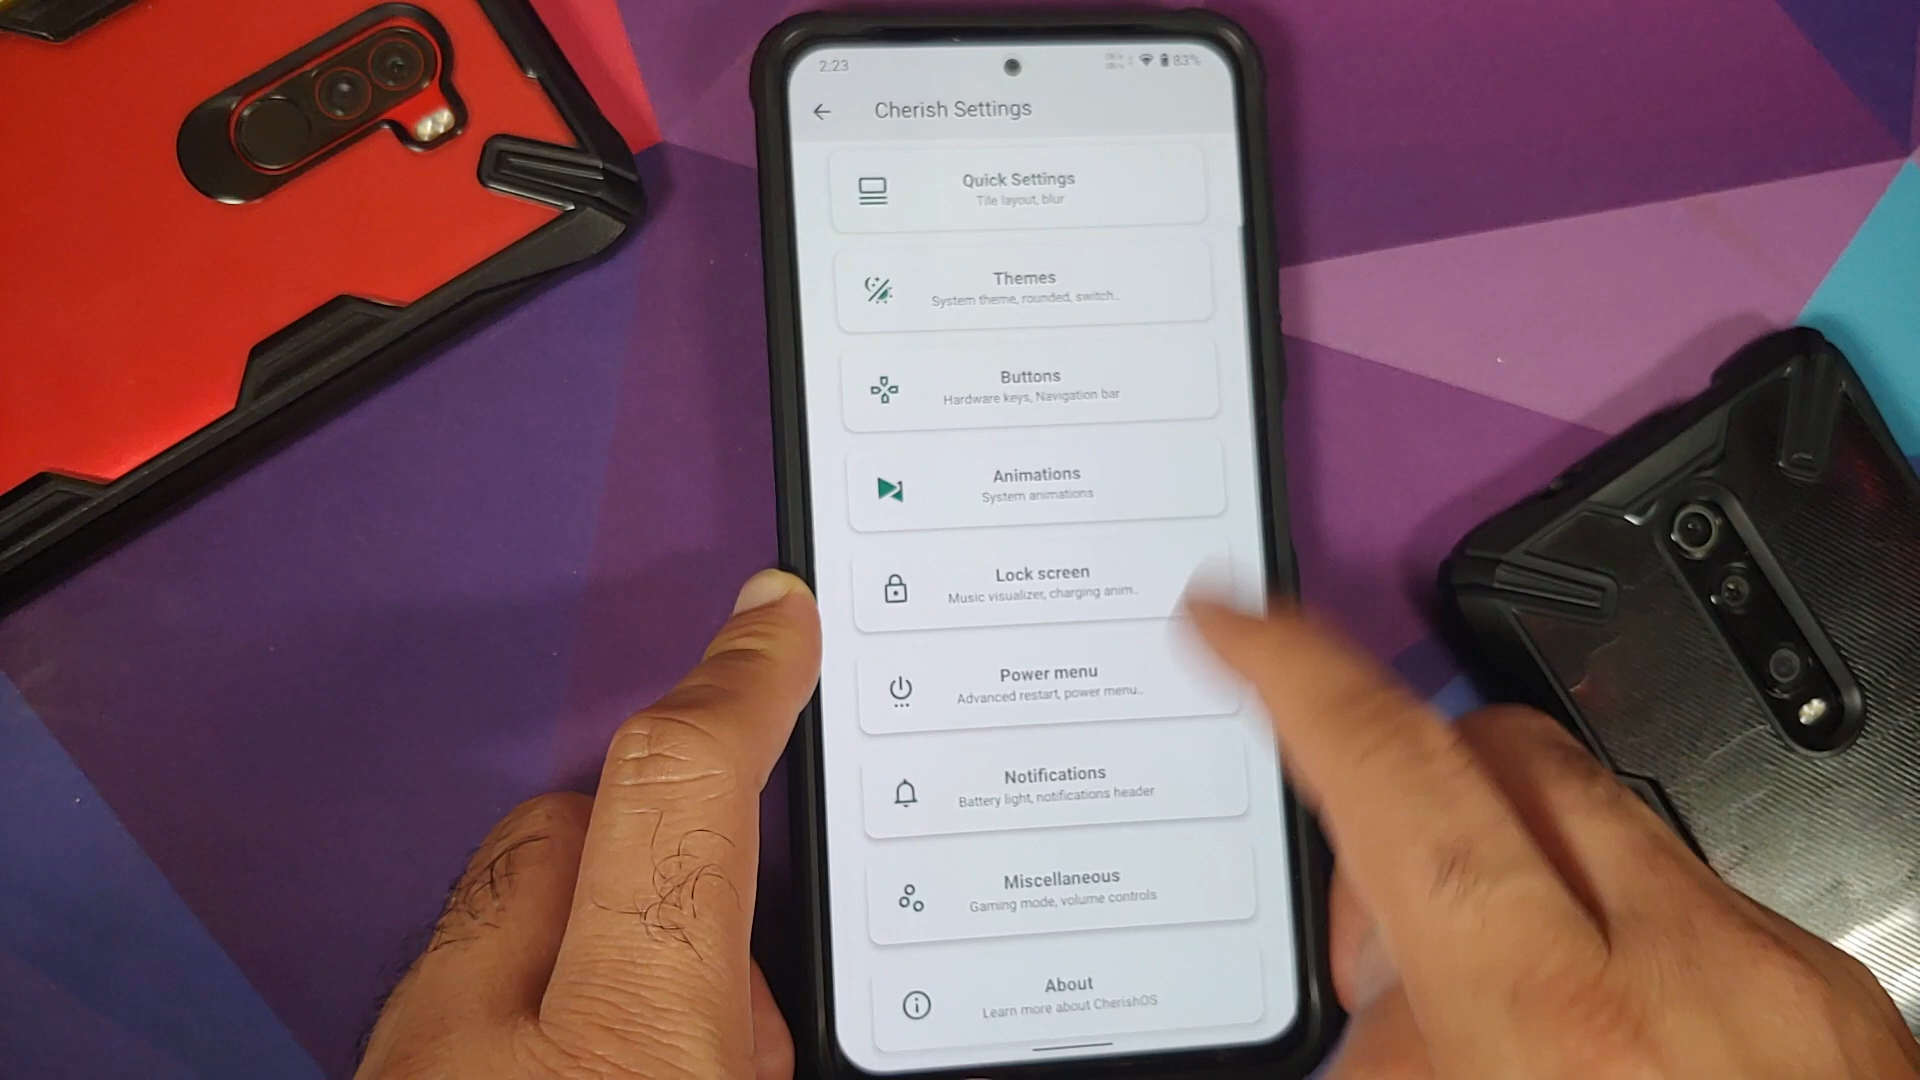 2:23
83%
Cherish Settings
Quick Settings
Tile layout, blur
Themes
System theme, rounded, switch..
Buttons
Hardware keys, Navigation bar
Animations
System animations
Lock screen
Music visualizer, charging anim..
Power menu
Advanced restart, power menu..
Notifications
Battery light, notifications header
Miscellaneous
Gaming mode, volume controls
About
Learn more about CherishOS